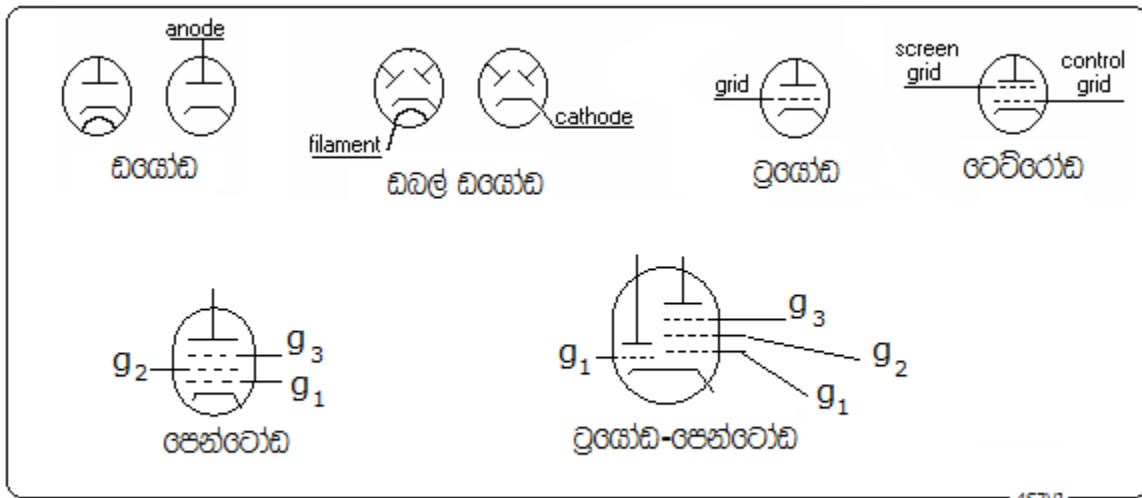 anode
filament
cathode
grid
screen
grid
control
grid
ඩයෝඩ
ඩබල් ඩයෝඩ
ට්‍රයෝඩ
ටෙට්රෝඩ
g2
g3
g1
පෙන්ටෝඩ
g1
g3
g2
g1
ට්‍රයෝඩ-පෙන්ටෝඩ